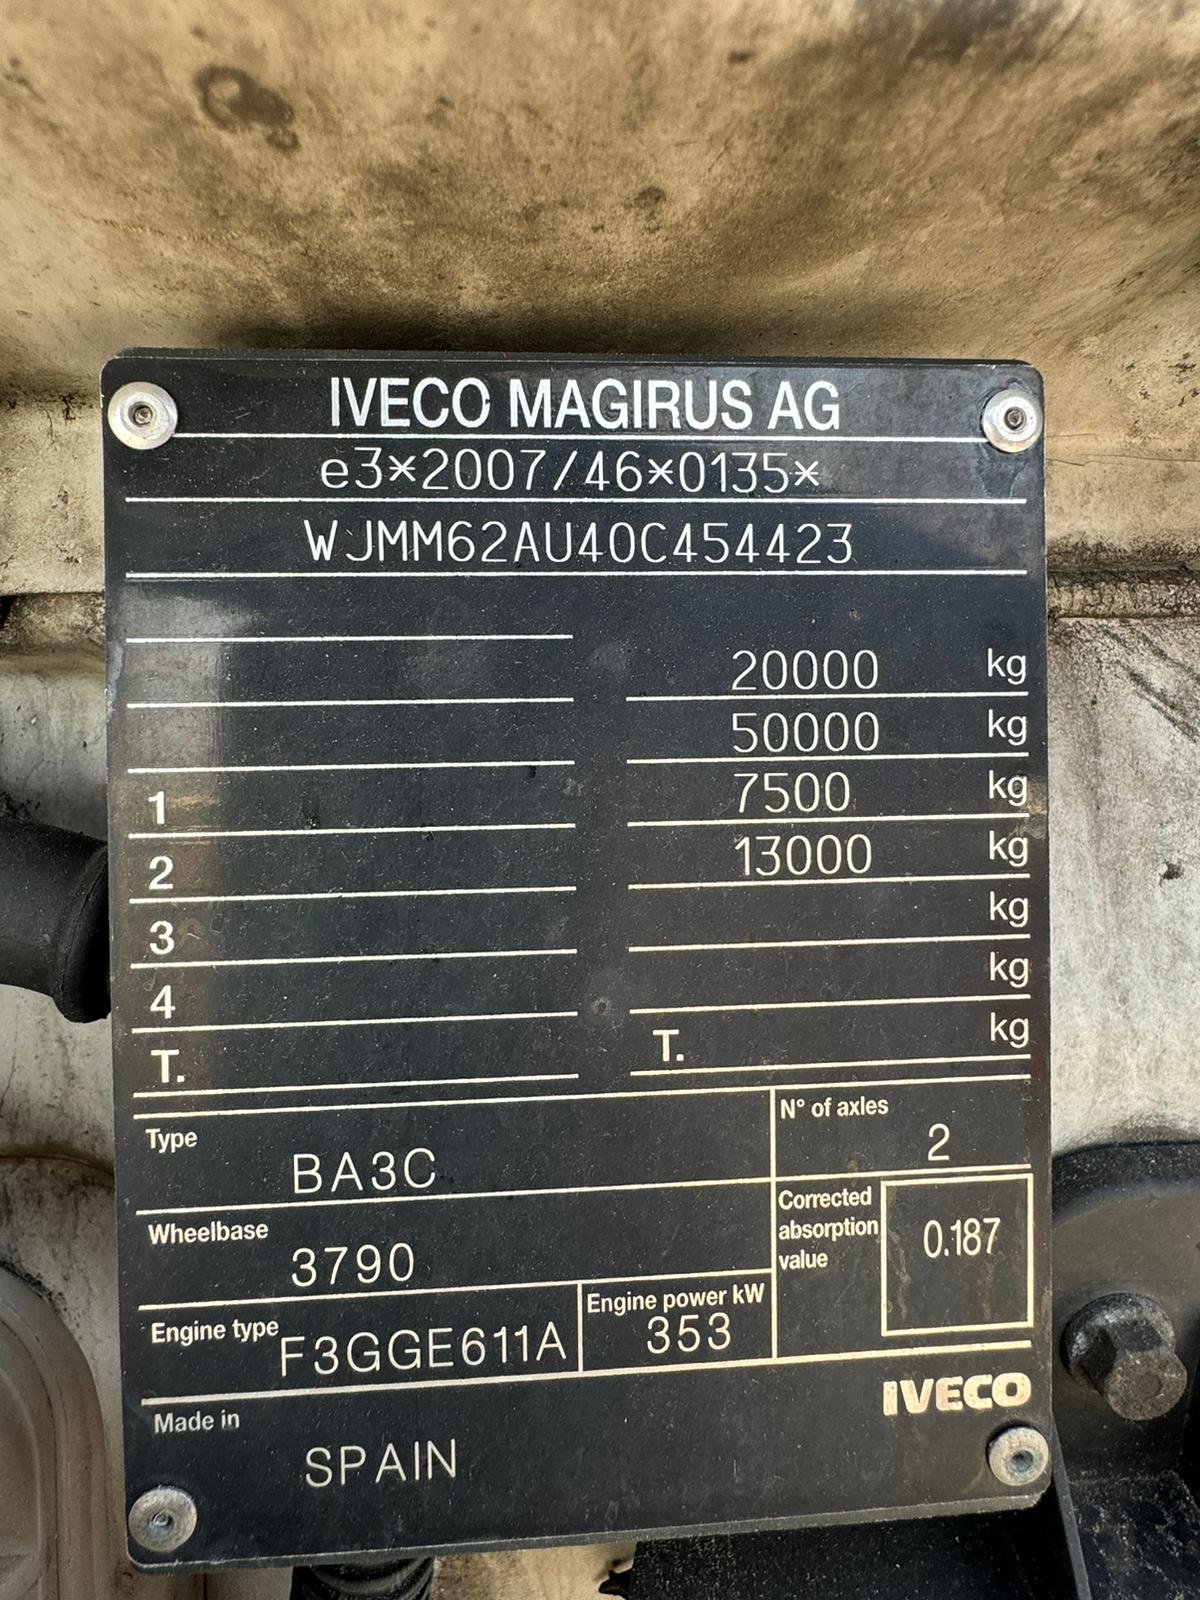 IVECO MAGIRUS AG
e3*2007/46*0135*
WJMM62AU40C454423
20000 kg
50000 kg
1 7500 kg
2 13000 kg
3 kg
4 kg
T. T. kg
Type BA3C
N° of axles 2
Wheelbase 3790
Corrected absorption value 0.187
Engine type F3GGE611A
Engine power kW 353
IVECO
Made in SPAIN